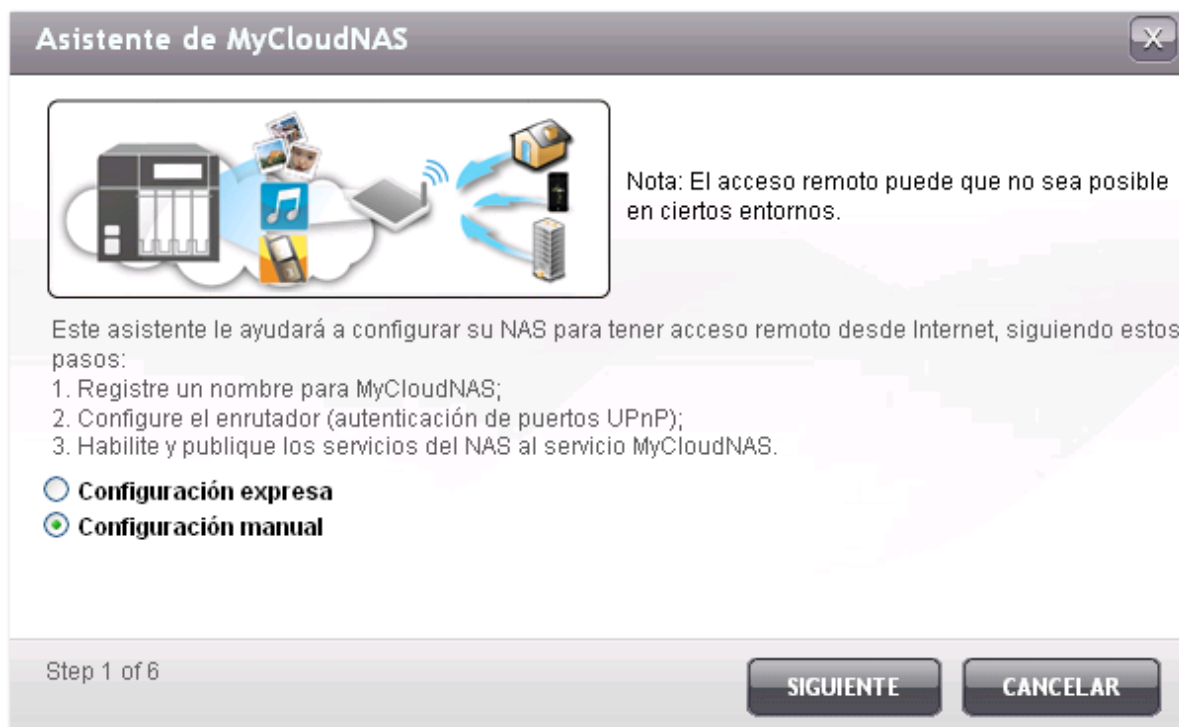 Asistente de MyCloudNAS
X
Nota: El acceso remoto puede que no sea posible
en ciertos entornos.
Este asistente le ayudará a configurar su NAS para tener acceso remoto desde Internet, siguiendo estos
pasos:
1. Registre un nombre para MyCloudNAS;
2. Configure el enrutador (autenticación de puertos UPnP);
3. Habilite y publique los servicios del NAS al servicio MyCloudNAS.
Configuración expresa
Configuración manual
Step 1 of 6
SIGUIENTE
CANCELAR